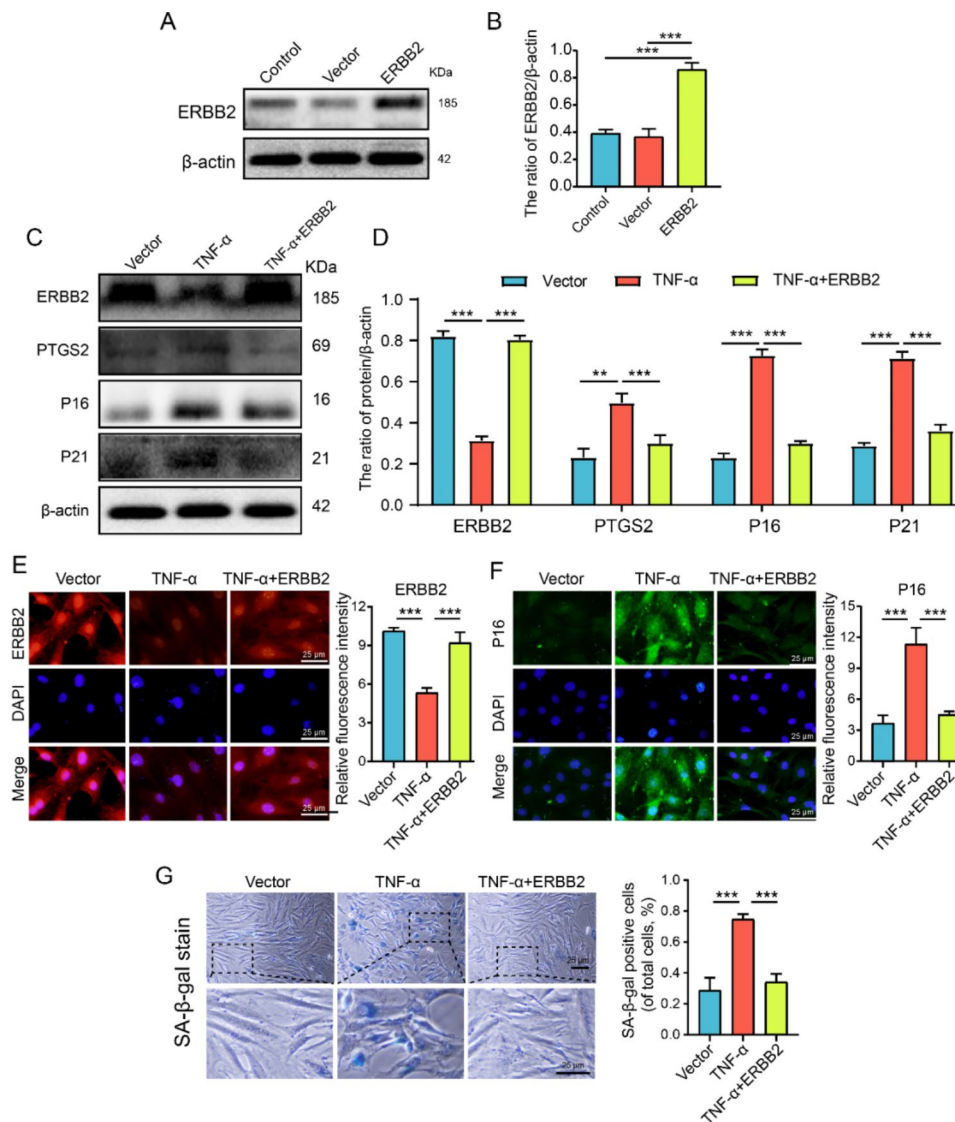 A
Control
Vector
ERBB2
KDa
ERBB2
185
β-actin
42
B
The ratio of ERBB2/β-actin
1.0
0.8
0.6
0.4
0.2
0.0
***
***
Control
Vector
ERBB2
C
Vector
TNF-α
TNF-α+ERBB2
KDa
ERBB2
185
PTGS2
69
P16
16
P21
21
β-actin
42
D
Vector
TNF-α
TNF-α+ERBB2
The ratio of protein/β-actin
1.0
0.8
0.6
0.4
0.2
0.0
*** ***
** ***
*** ***
*** ***
ERBB2
PTGS2
P16
P21
E
Vector
TNF-α
TNF-α+ERBB2
ERBB2
25 μm
DAPI
25 μm
Merge
25 μm
ERBB2
Relative fluorescence intensity
12
9
6
3
0
*** ***
Vector
TNF-α
TNF-α+ERBB2
F
Vector
TNF-α
TNF-α+ERBB2
P16
25 μm
DAPI
25 μm
Merge
25 μm
P16
Relative fluorescence intensity
15
12
9
6
3
0
*** ***
Vector
TNF-α
TNF-α+ERBB2
G
Vector
TNF-α
TNF-α+ERBB2
SA-β-gal stain
25 μm
25 μm
SA-β-gal positive cells
(of total cells, %)
1.0
0.8
0.6
0.4
0.2
0.0
*** ***
Vector
TNF-α
TNF-α+ERBB2